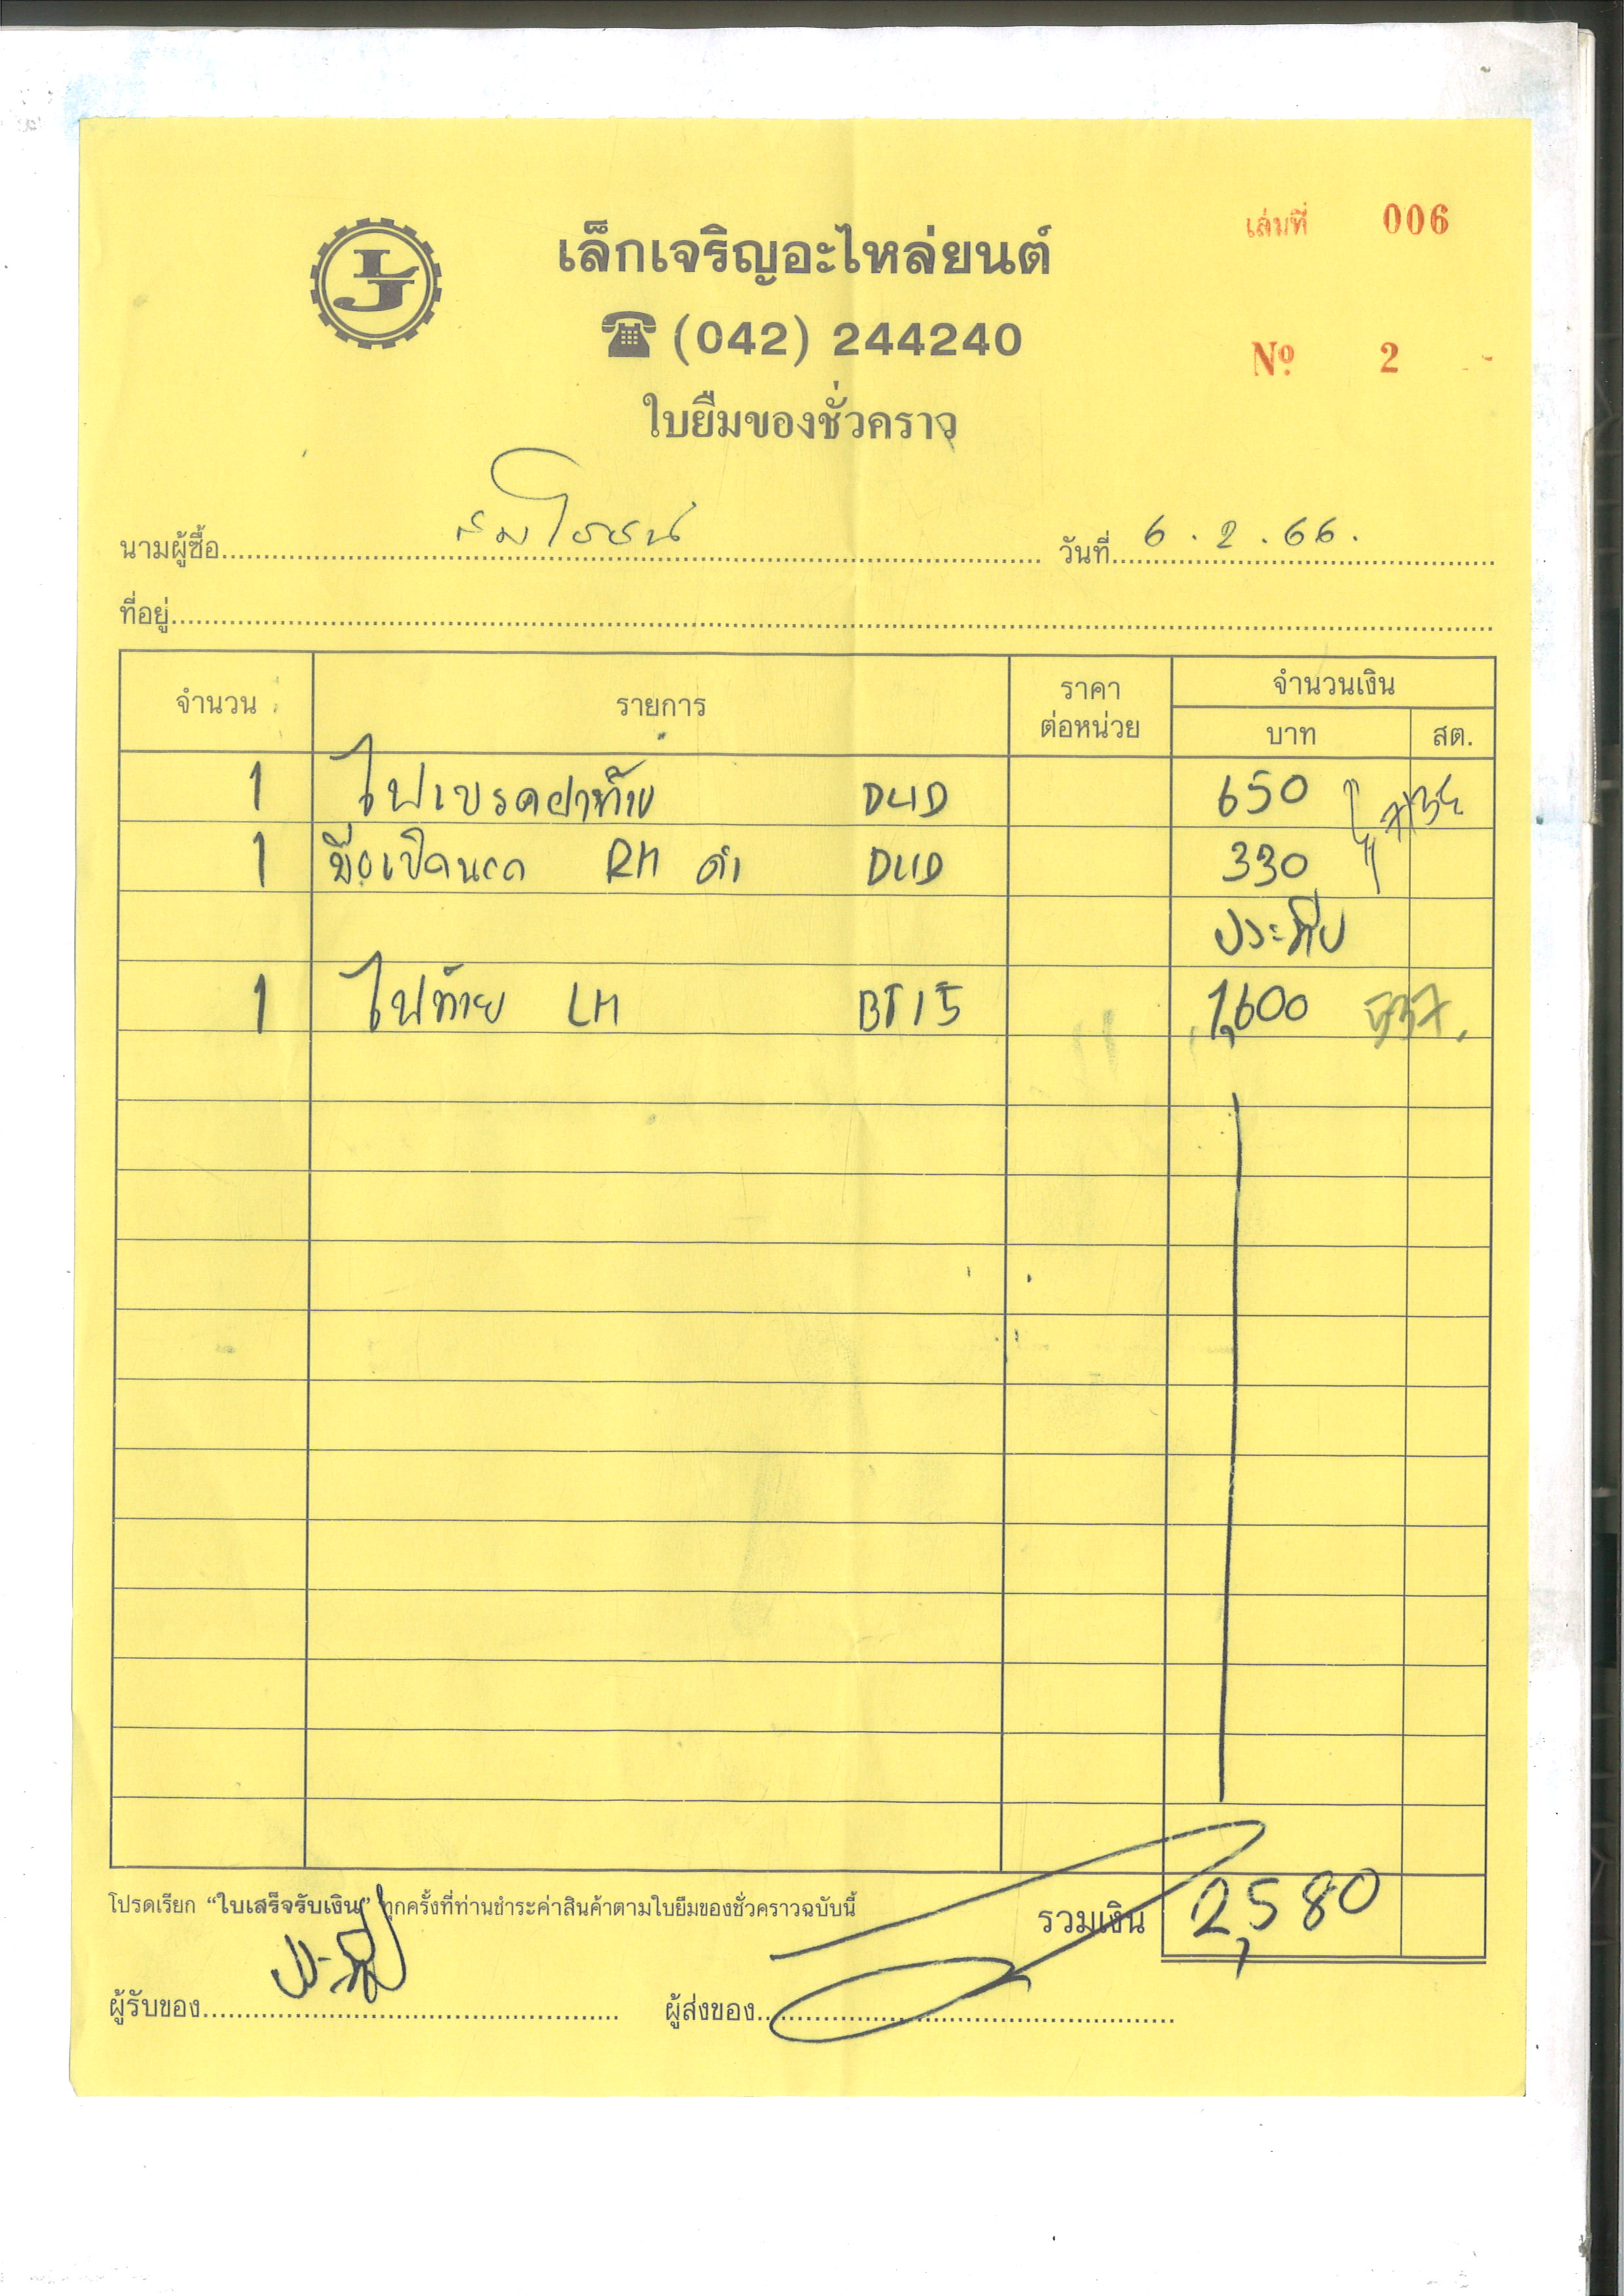 เล่มที่ 006
เล็กเจริญอะไหล่ยนต์
(042) 244240
Nº 2
ใบยืมของชั่วคราว
นามผู้ซื้อ วันที่ 6 . 2 . 66 .
ที่อยู่
จำนวน รายการ ราคาต่อหน่วย จำนวนเงิน
บาท สต.
1 ไฟเบรคฝาท้าย DMD 650
1 มือเปิดนอก RH ดำ DMD 330
ประทีป
1 ไฟท้าย LH BT15 1,600
โปรดเรียก “ใบเสร็จรับเงิน” ทุกครั้งที่ท่านชำระค่าสินค้าตามใบยืมของชั่วคราวฉบับนี้
รวมเงิน 2,580
ผู้รับของ ประทีป ผู้ส่งของ